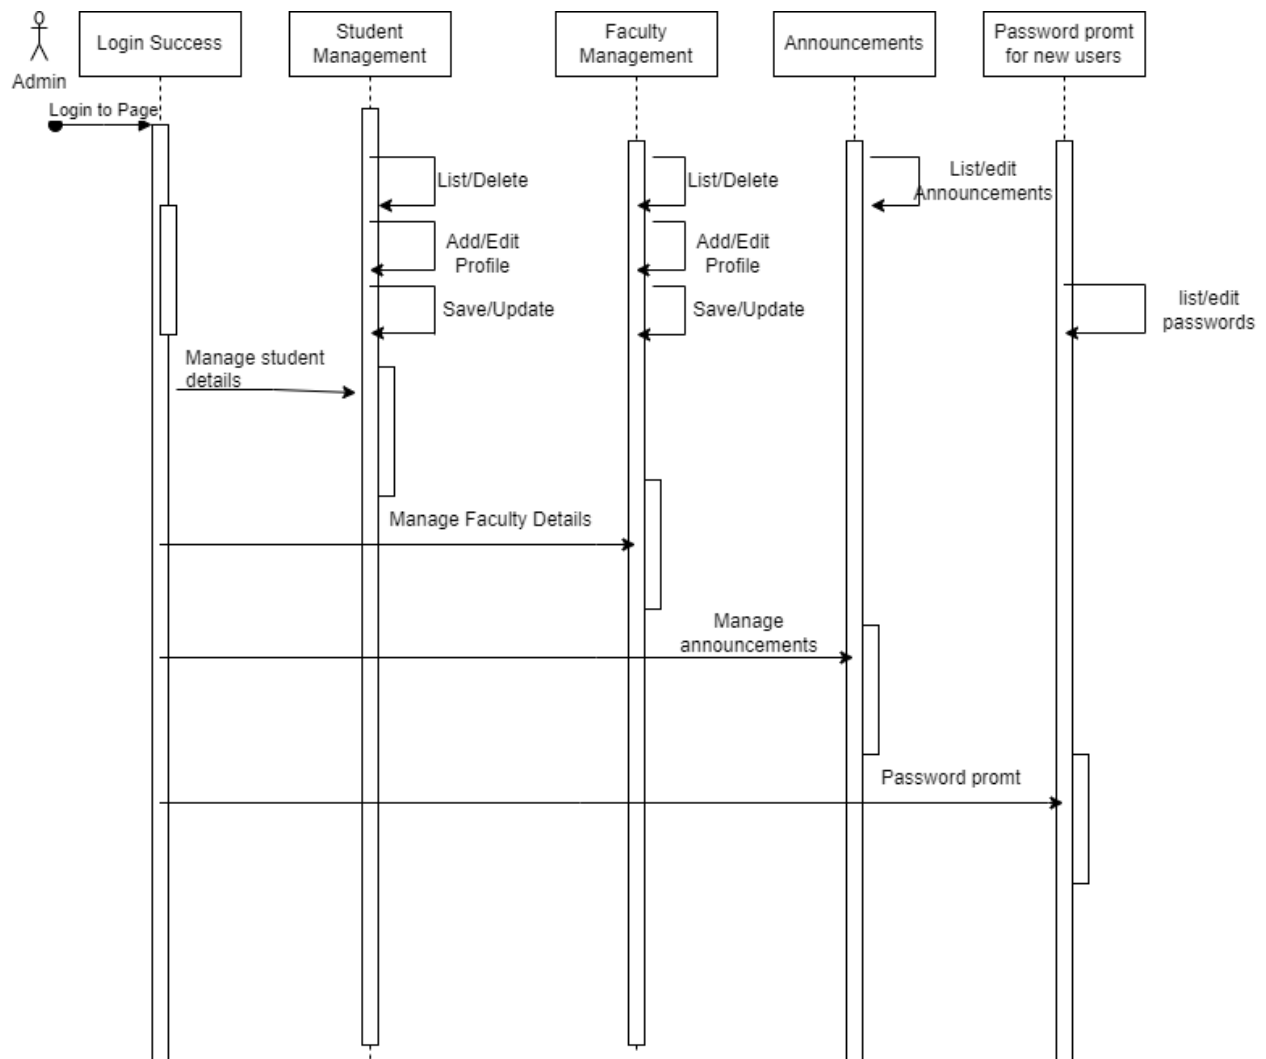 Admin
Login Success
Student
Management
Faculty
Management
Announcements
Password promt
for new users
Login to Page
List/Delete
List/Delete
List/edit
Announcements
Add/Edit
Profile
Add/Edit
Profile
Save/Update
Save/Update
list/edit
passwords
Manage student
details
Manage Faculty Details
Manage
announcements
Password promt